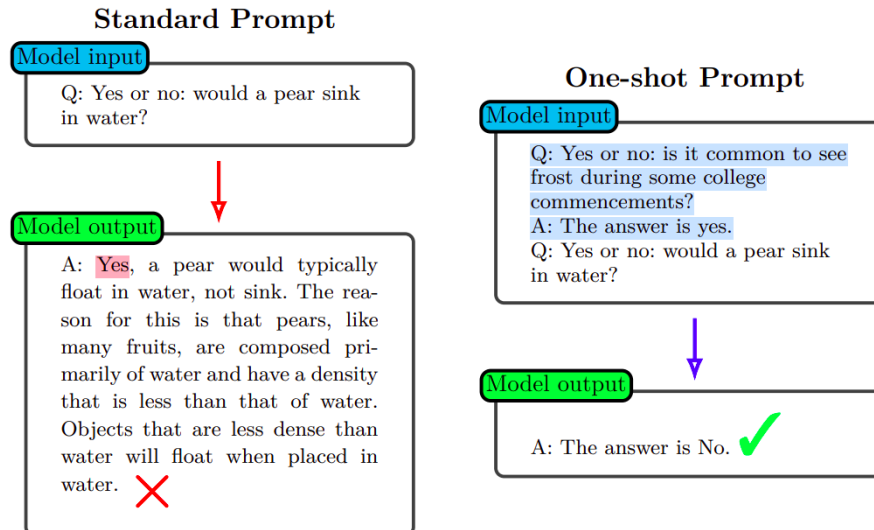 Standard Prompt
Model input
Q: Yes or no: would a pear sink
in water?
Model output
A: Yes, a pear would typically
float in water, not sink. The rea-
son for this is that pears, like
many fruits, are composed pri-
marily of water and have a density
that is less than that of water.
Objects that are less dense than
water will float when placed in
water.
One-shot Prompt
Model input
Q: Yes or no: is it common to see
frost during some college
commencements?
A: The answer is yes.
Q: Yes or no: would a pear sink
in water?
Model output
A: The answer is No.